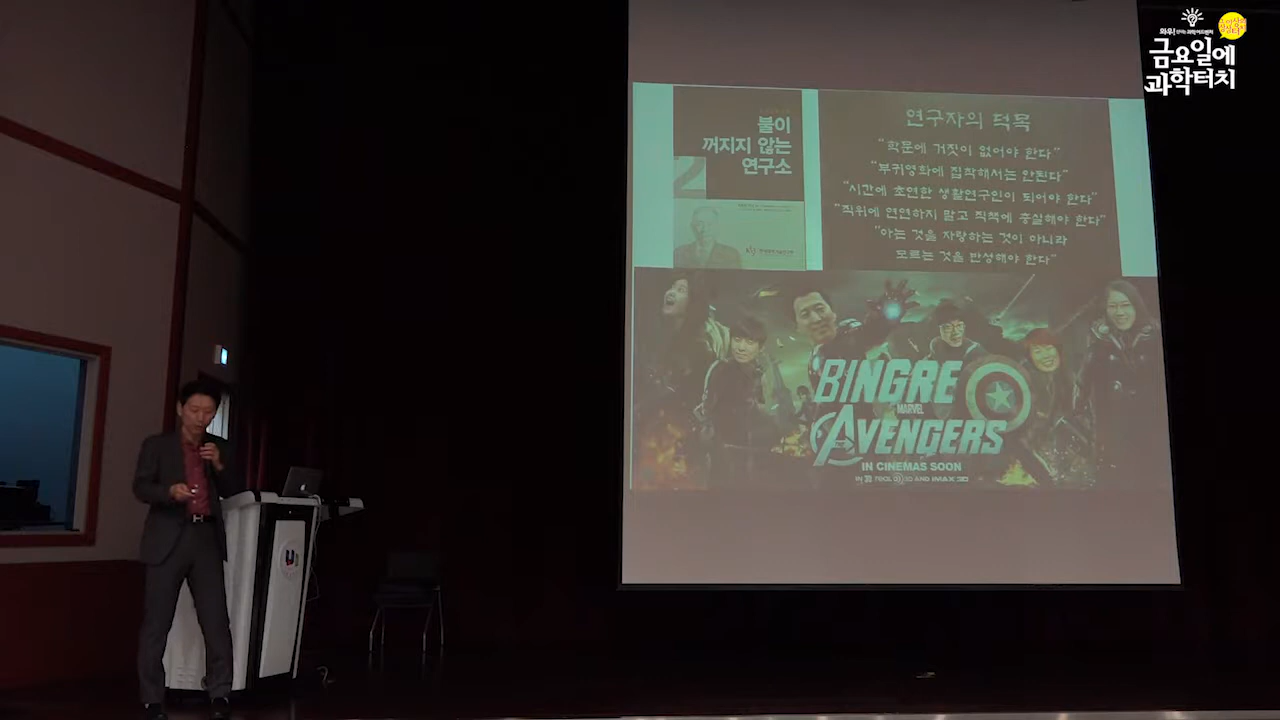 와우!
금요일에
과학터치
불이
꺼지지 않는
연구소
연구자의 덕목
“학문에 거짓이 없어야 한다”
“부귀영화에 집착해서는 안된다”
“시간에 초연한 생활연구인이 되어야 한다”
“직위에 연연하지 말고 직책에 충실해야 한다”
“아는 것을 자랑하는 것이 아니라
모르는 것을 반성해야 한다”
BINGRE
MARVEL
AVENGERS
IN CINEMAS SOON
AND IMAX 3D